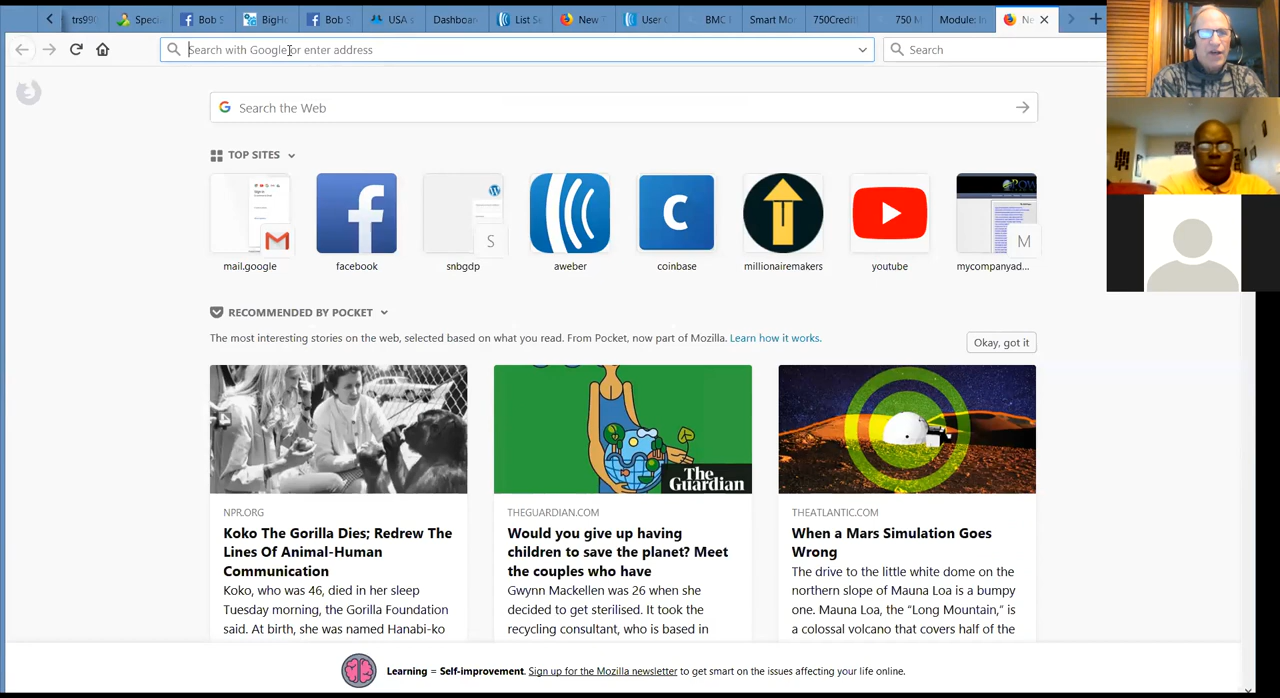 trs990
Specia
Bob S
BigHo
Bob S
USA s
Dashboar
List Se
New T
User C
BMC
Smart Mo
750Credit
750 M
Module: In
Ne
Search with Google or enter address
Search
Search the Web
TOP SITES
S
C
M
mail.google
facebook
snbgdp
aweber
coinbase
millionairemakers
youtube
mycompanyad...
RECOMMENDED BY POCKET
The most interesting stories on the web, selected based on what you read. From Pocket, now part of Mozilla. Learn how it works.
Okay, got it
The Guardian
NPR.ORG
Koko The Gorilla Dies; Redrew The
Lines Of Animal-Human
Communication
Koko, who was 46, died in her sleep
Tuesday morning, the Gorilla Foundation
said. At birth, she was named Hanabi-ko
THEGUARDIAN.COM
Would you give up having
children to save the planet? Meet
the couples who have
Gwynn Mackellen was 26 when she
decided to get sterilised. It took the
recycling consultant, who is based in
THEATLANTIC.COM
When a Mars Simulation Goes
Wrong
The drive to the little white dome on the
northern slope of Mauna Loa is a bumpy
one. Mauna Loa, the “Long Mountain,” is
a colossal volcano that covers half of the
Learning = Self-improvement. Sign up for the Mozilla newsletter to get smart on the issues affecting your life online.